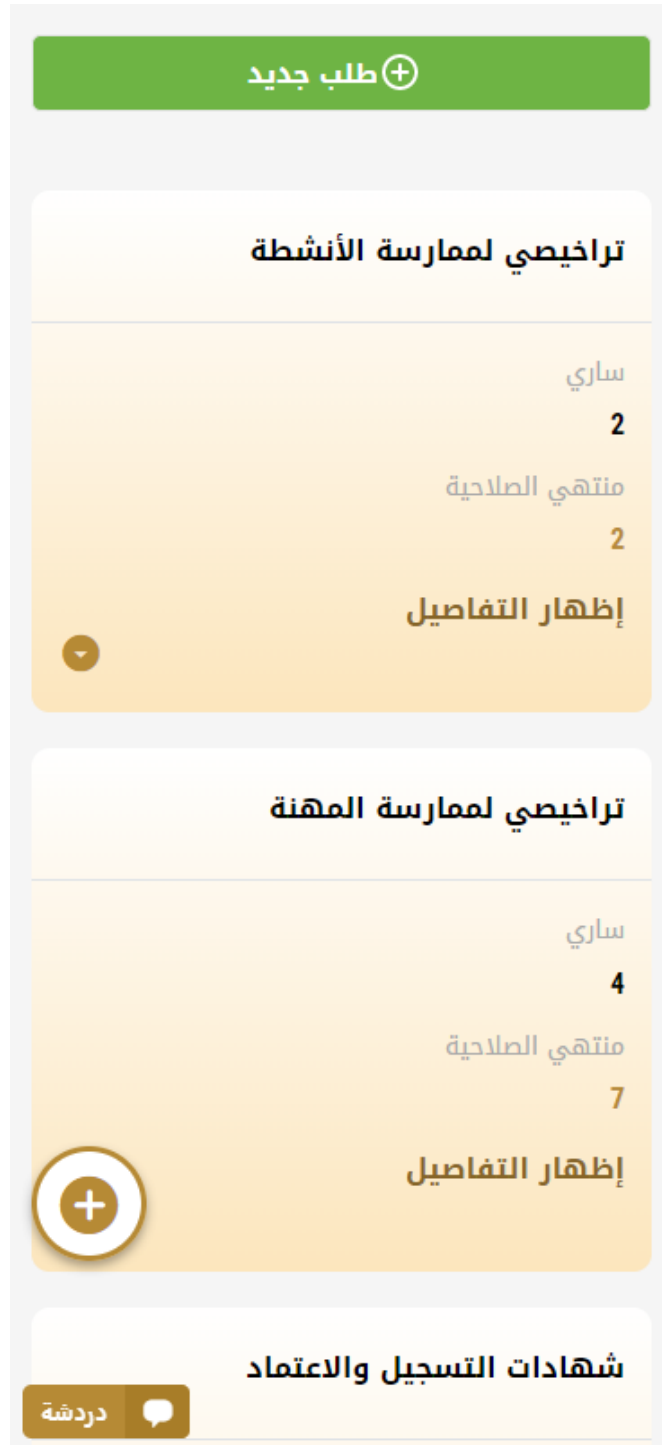 طلب جديد
تراخيصي لممارسة الأنشطة
ساري
2
منتهي الصلاحية
2
إظهار التفاصيل
تراخيصي لممارسة المهنة
ساري
4
منتهي الصلاحية
7
إظهار التفاصيل
شهادات التسجيل والاعتماد
دردشة